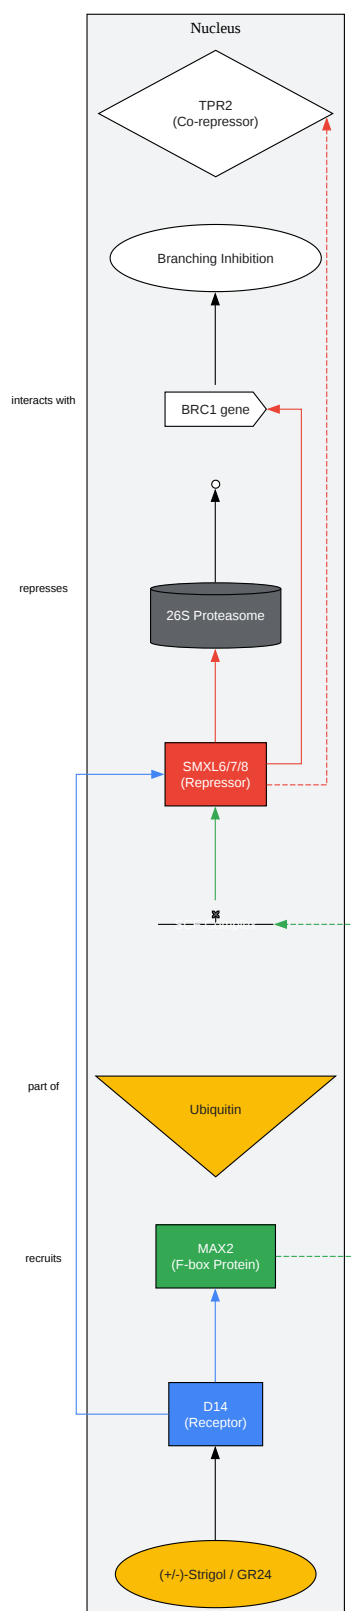 Nucleus
TPR2
(Co-repressor)
Branching Inhibition
interacts with
BRC1 gene
represses
26S Proteasome
SMXL6/7/8
(Repressor)
part of
Ubiquitin
MAX2
(F-box Protein)
recruits
D14
(Receptor)
(+/-)-Strigol / GR24